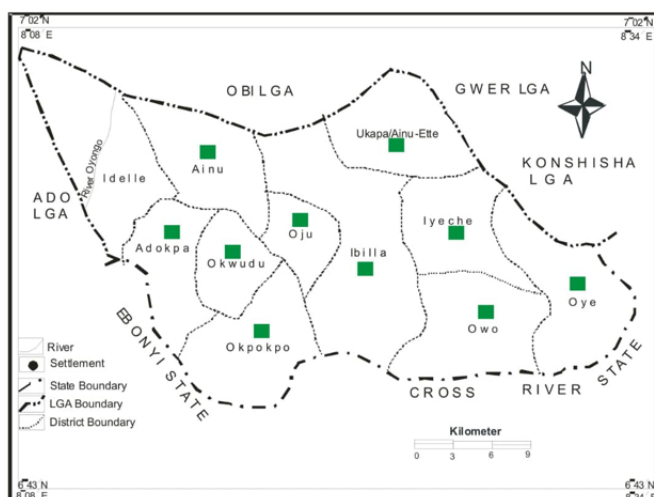 7 02 N
8 08 E
7 02 N
8 34 E
OBI LGA
GWER LGA
N
Ukapa/Ainu-Ette
Ainu
KONSHISHA
LGA
River Oyongo
Idelle
ADO
LGA
Oju
Iyeche
Adokpa
Okwudu
Ibilla
Oye
Owo
Okpokpo
EBONYI STATE
CROSS RIVER STATE
River
Settlement
State Boundary
LGA Boundary
District Boundary
Kilometer
0 3 6 9
6 43 N
8 08 E
6 43 N